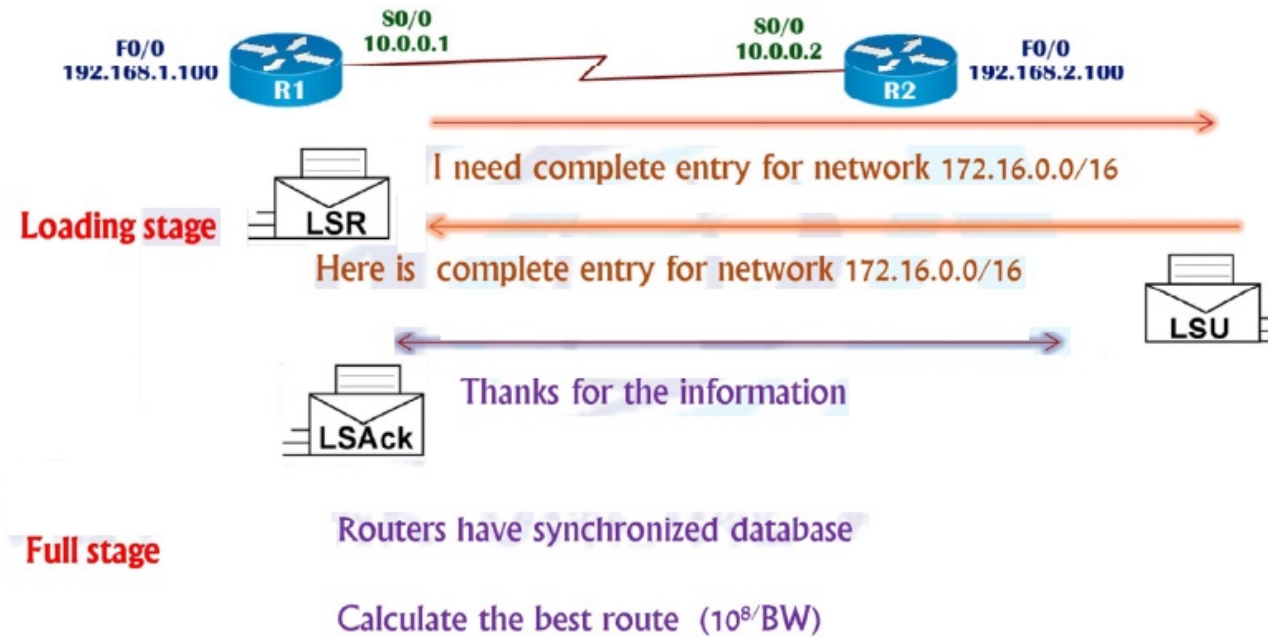 S0/0
10.0.0.1
S0/0
10.0.0.2
F0/0
192.168.1.100
F0/0
192.168.2.100
R1
R2
I need complete entry for network 172.16.0.0/16
LSR
Loading stage
Here is complete entry for network 172.16.0.0/16
LSU
Thanks for the information
LSAck
Routers have synchronized database
Full stage
Calculate the best route (10⁸/BW)